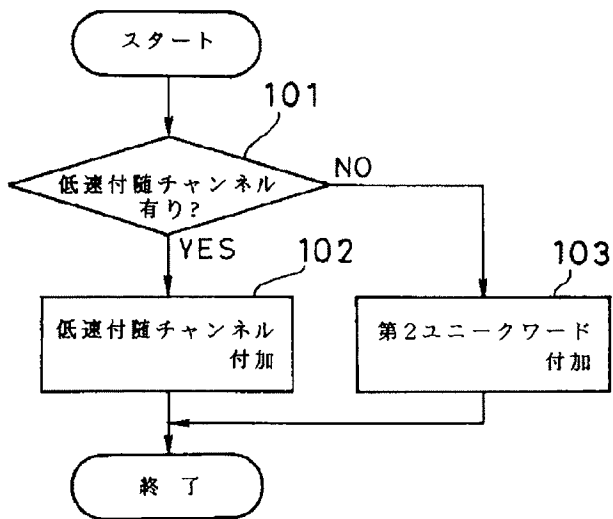 スタート
101
低速付随チャンネル
有り?
NO
YES
102
103
低速付随チャンネル
付加
第2ユニークワード
付加
終了